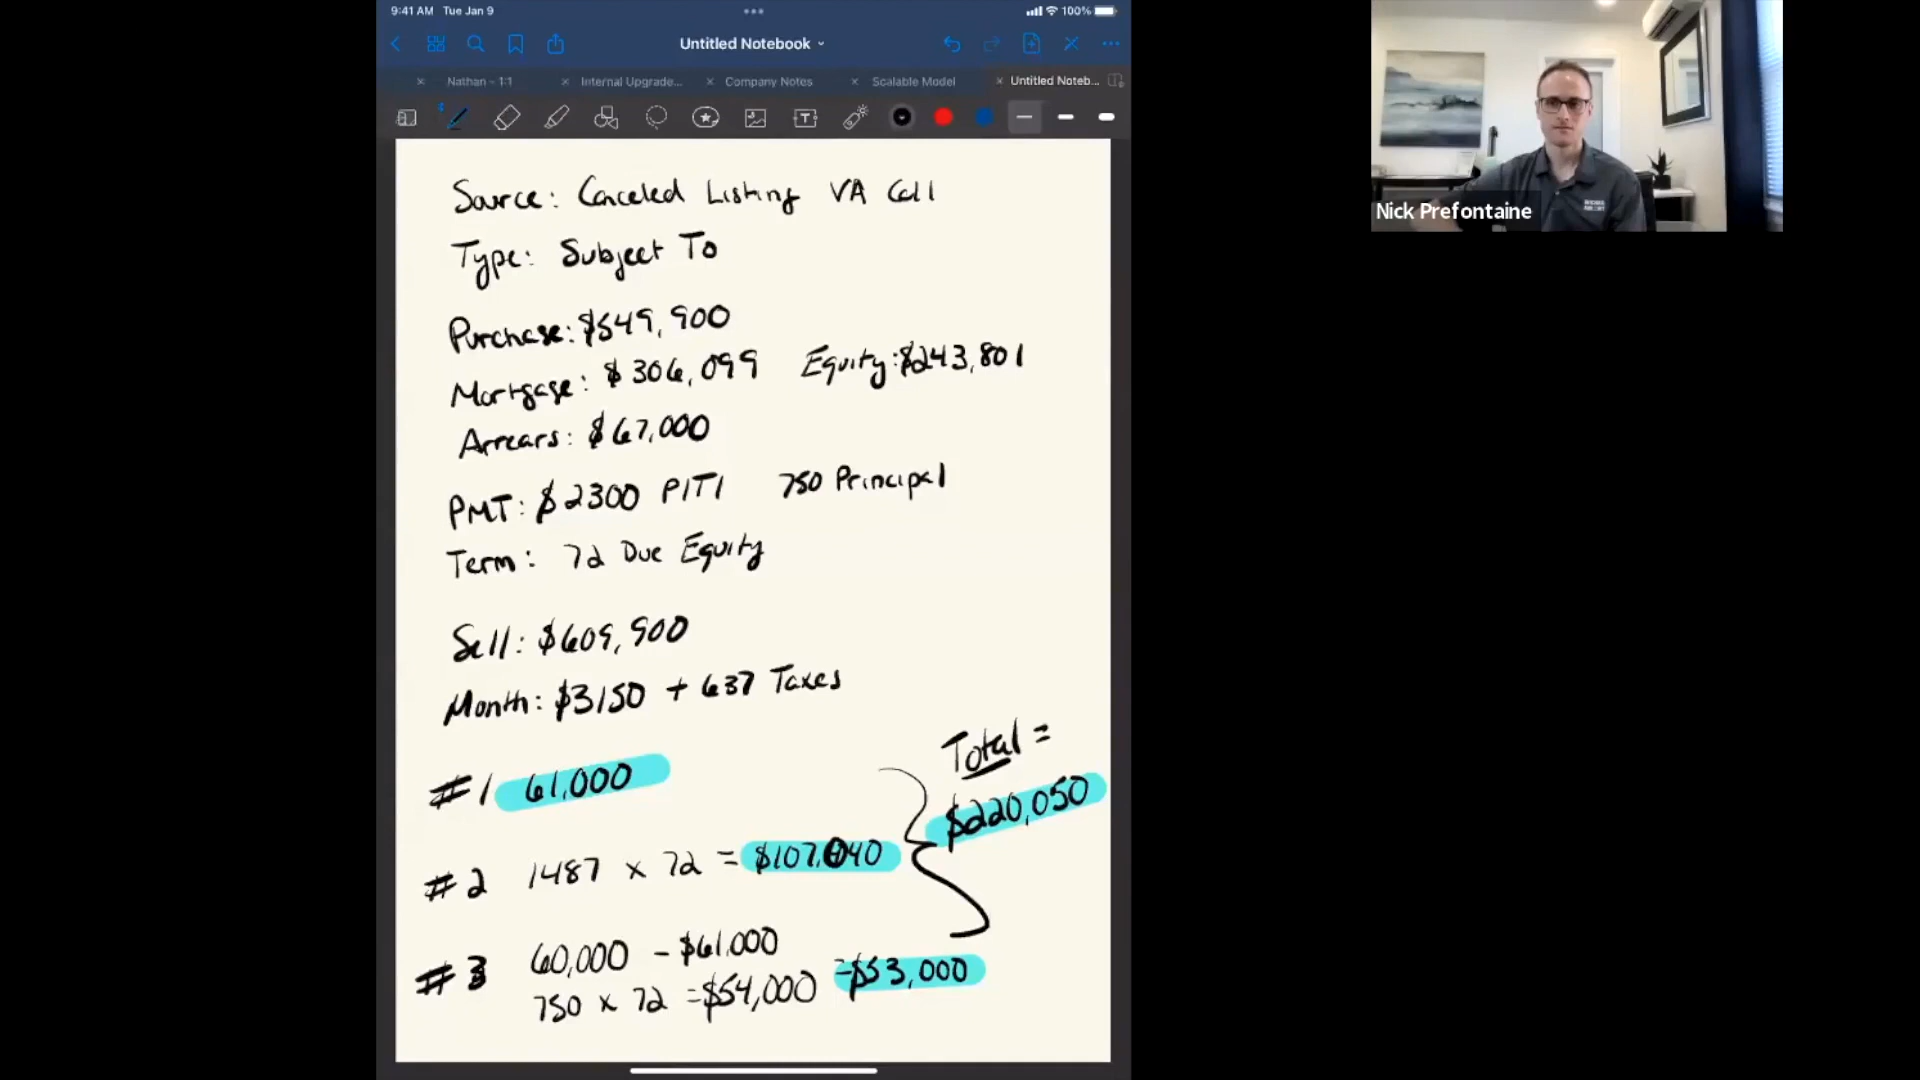 9:41 AM Tue Jan 9
100%
Untitled Notebook
Nathan - 1:1
Internal Upgrade...
Company Notes
Scalable Model
Untitled Noteb...
Source: Canceled Listing VA Call
Type: Subject To
Purchase: $549,900
Mortgage: $306,099 Equity: $243,801
Arrears: $67,000
PMT: $2300 PITI 750 Principal
Term: 72 Due Equity
Sell: $609,900
Month: $3150 + 637 Taxes
Total =
$220,050
#1 61,000
#2 1487 x 72 = $107,040
#3 60,000 - $61,000
750 x 72 = $54,000 = $53,000
Nick Prefontaine